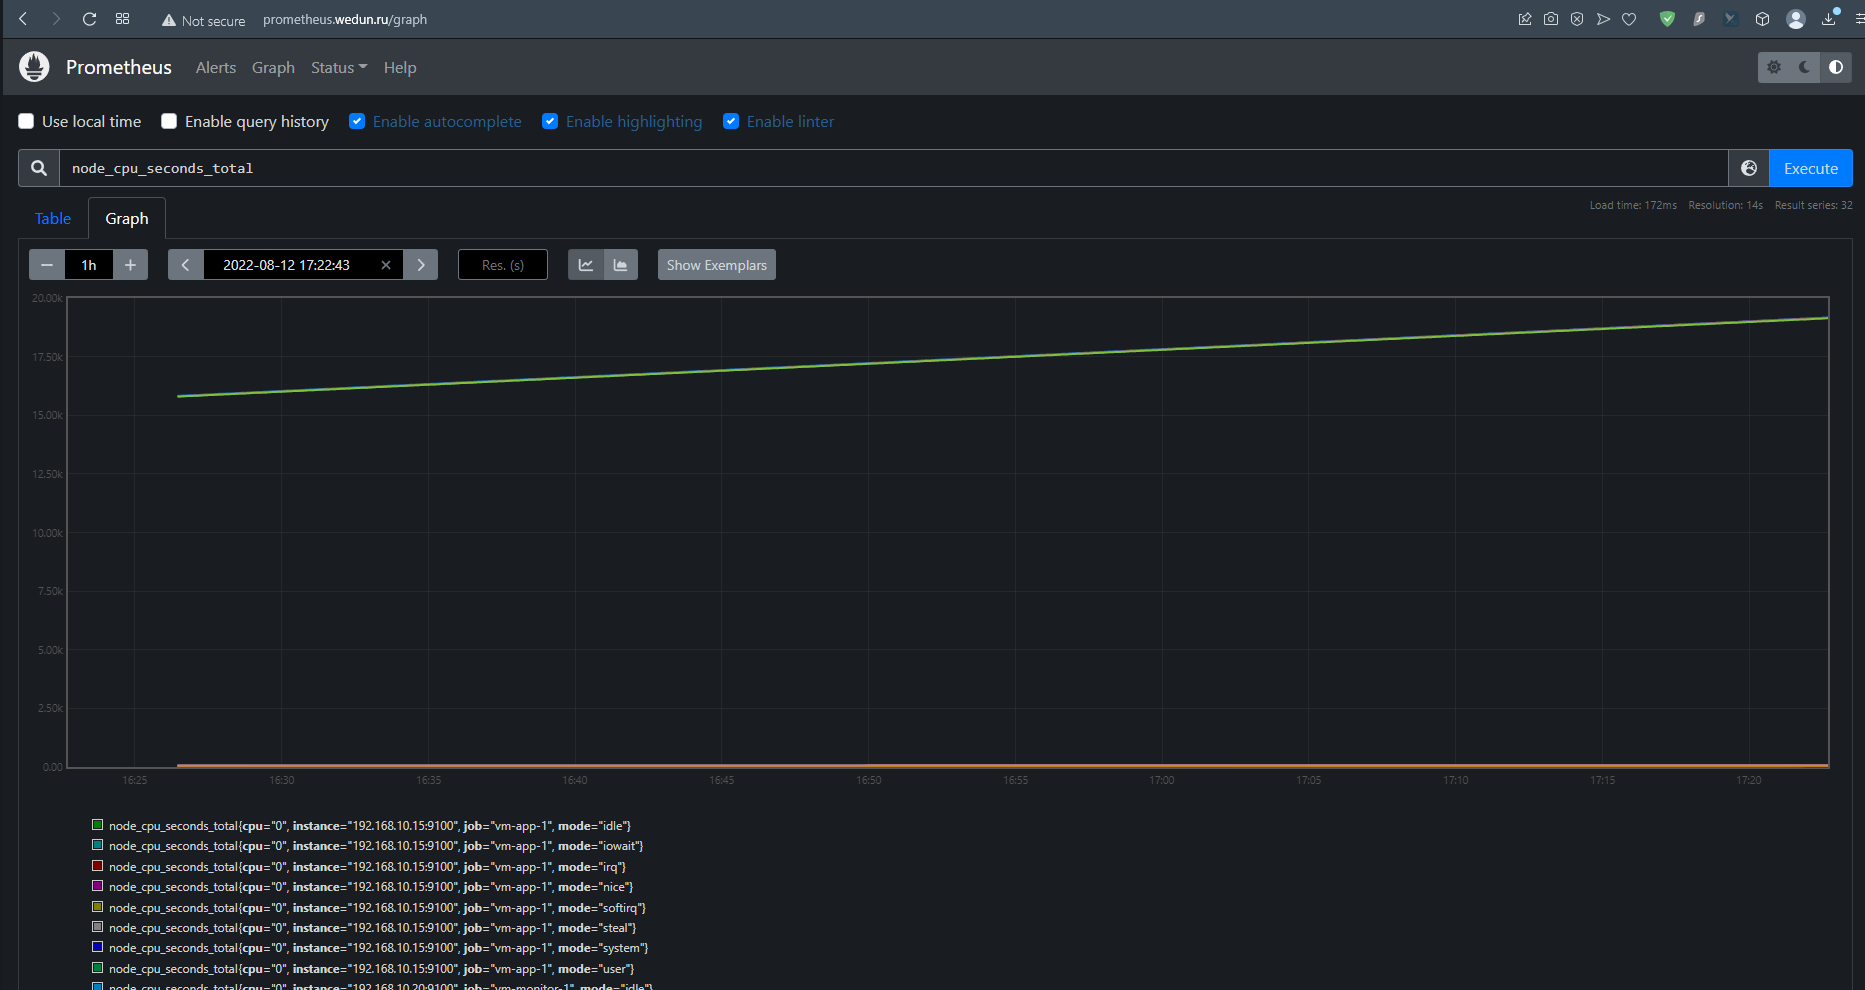 Not secure prometheus.wedun.ru/graph
Prometheus Alerts Graph Status Help
Use local time Enable query history Enable autocomplete Enable highlighting Enable linter
node_cpu_seconds_total Execute
Table Graph Load time: 172ms Resolution: 14s Result series: 32
1h 2022-08-12 17:22:43 Res. (s) Show Exemplars
20.00k
17.50k
15.00k
12.50k
10.00k
7.50k
5.00k
2.50k
0.00
16:25 16:30 16:35 16:40 16:45 16:50 16:55 17:00 17:05 17:10 17:15 17:20
node_cpu_seconds_total{cpu="0", instance="192.168.10.15:9100", job="vm-app-1", mode="idle"}
node_cpu_seconds_total{cpu="0", instance="192.168.10.15:9100", job="vm-app-1", mode="iowait"}
node_cpu_seconds_total{cpu="0", instance="192.168.10.15:9100", job="vm-app-1", mode="irq"}
node_cpu_seconds_total{cpu="0", instance="192.168.10.15:9100", job="vm-app-1", mode="nice"}
node_cpu_seconds_total{cpu="0", instance="192.168.10.15:9100", job="vm-app-1", mode="softirq"}
node_cpu_seconds_total{cpu="0", instance="192.168.10.15:9100", job="vm-app-1", mode="steal"}
node_cpu_seconds_total{cpu="0", instance="192.168.10.15:9100", job="vm-app-1", mode="system"}
node_cpu_seconds_total{cpu="0", instance="192.168.10.15:9100", job="vm-app-1", mode="user"}
node_cpu_seconds_total{cpu="0", instance="192.168.10.20:9100", job="vm-monitor-1", mode="idle"}